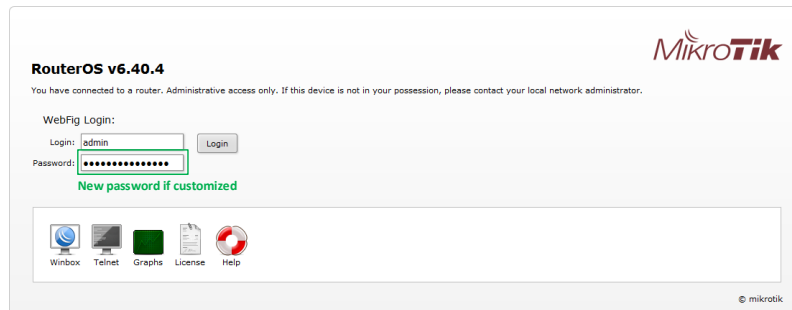 MikroTik
RouterOS v6.40.4
You have connected to a router. Administrative access only. If this device is not in your possession, please contact your local network administrator.
WebFig Login:
Login: admin Login
Password: •••••••••••••••
New password if customized
Winbox Telnet Graphs License Help
© mikrotik